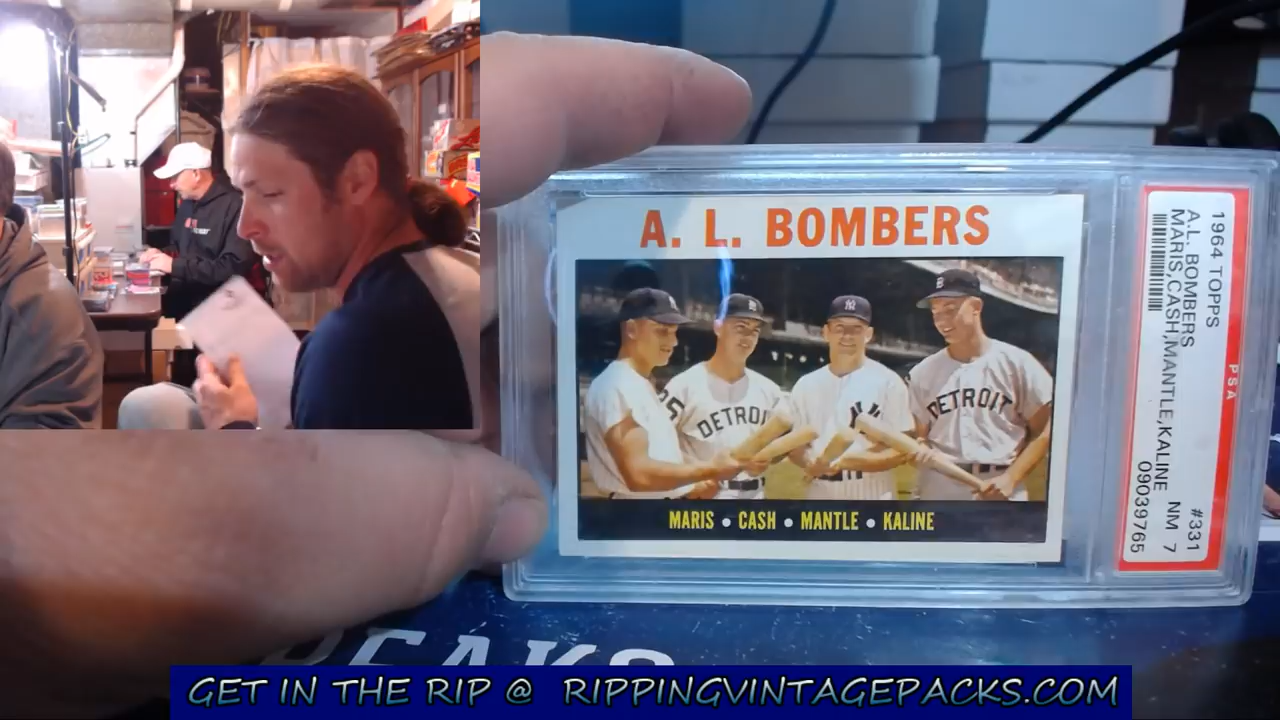 A. L. BOMBERS
DETROIT
DETROIT
MARIS • CASH • MANTLE • KALINE
1964 TOPPS #331
A.L. BOMBERS NM 7
MARIS,CASH,MANTLE,KALINE 09039765
PSA
GET IN THE RIP @ RIPPINGVINTAGEPACKS.COM